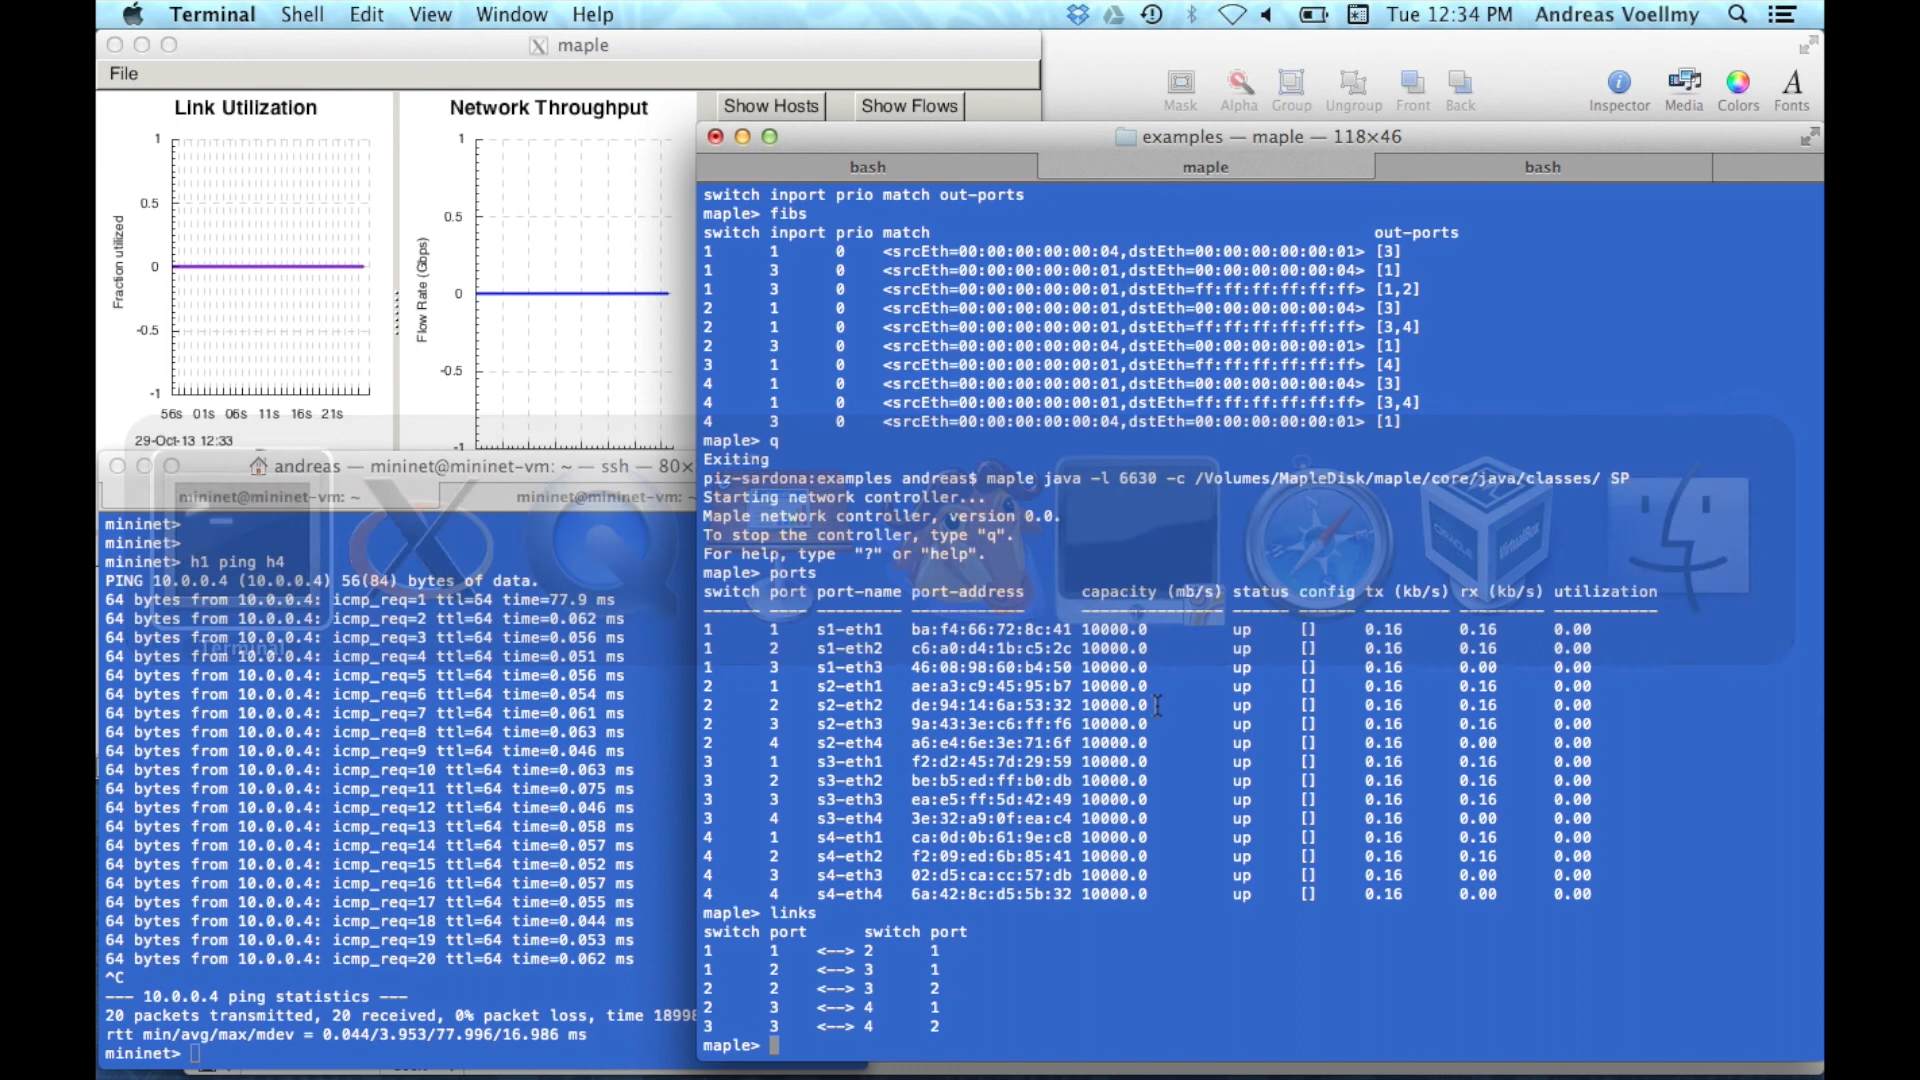 Terminal Shell Edit View Window Help
Tue 12:34 PM Andreas Voellmy
maple
File
Link Utilization
Network Throughput
Show Hosts
Show Flows
Mask Alpha Group Ungroup Front Back
Inspector Media Colors Fonts
Fraction utilized
1
0.5
0
-0.5
-1
56s 01s 06s 11s 16s 21s
29-Oct-13 12:33
Flow Rate (Gbps)
1
0.5
0
-0.5
-1
examples — maple — 118×46
bash
maple
bash
switch inport prio match out-ports
maple> fibs
switch inport prio match out-ports
1 1 0 <srcEth=00:00:00:00:00:04,dstEth=00:00:00:00:00:01> [3]
1 3 0 <srcEth=00:00:00:00:00:01,dstEth=00:00:00:00:00:04> [1]
1 3 0 <srcEth=00:00:00:00:00:01,dstEth=ff:ff:ff:ff:ff:ff> [1,2]
2 1 0 <srcEth=00:00:00:00:00:01,dstEth=00:00:00:00:00:04> [3]
2 1 0 <srcEth=00:00:00:00:00:01,dstEth=ff:ff:ff:ff:ff:ff> [3,4]
2 3 0 <srcEth=00:00:00:00:00:04,dstEth=00:00:00:00:00:01> [1]
3 1 0 <srcEth=00:00:00:00:00:01,dstEth=ff:ff:ff:ff:ff:ff> [4]
4 1 0 <srcEth=00:00:00:00:00:01,dstEth=00:00:00:00:00:04> [3]
4 1 0 <srcEth=00:00:00:00:00:01,dstEth=ff:ff:ff:ff:ff:ff> [3,4]
4 3 0 <srcEth=00:00:00:00:00:04,dstEth=00:00:00:00:00:01> [1]
maple> q
Exiting
piz-sardona:examples andreas$ maple java -l 6630 -c /Volumes/MapleDisk/maple/core/java/classes/ SP
Starting network controller...
Maple network controller, version 0.0.
To stop the controller, type "q".
For help, type "?" or "help".
maple> ports
switch port port-name port-address capacity (mb/s) status config tx (kb/s) rx (kb/s) utilization
1 1 s1-eth1 ba:f4:66:72:8c:41 10000.0 up [] 0.16 0.16 0.00
1 2 s1-eth2 c6:a0:d4:1b:c5:2c 10000.0 up [] 0.16 0.16 0.00
1 3 s1-eth3 46:08:98:60:b4:50 10000.0 up [] 0.16 0.00 0.00
2 1 s2-eth1 ae:a3:c9:45:95:b7 10000.0 up [] 0.16 0.16 0.00
2 2 s2-eth2 de:94:14:6a:53:32 10000.0 up [] 0.16 0.16 0.00
2 3 s2-eth3 9a:43:3e:c6:ff:f6 10000.0 up [] 0.16 0.16 0.00
2 4 s2-eth4 a6:e4:6e:3e:71:6f 10000.0 up [] 0.16 0.00 0.00
3 1 s3-eth1 f2:d2:45:7d:29:59 10000.0 up [] 0.16 0.16 0.00
3 2 s3-eth2 be:b5:ed:ff:b0:db 10000.0 up [] 0.16 0.16 0.00
3 3 s3-eth3 ea:e5:ff:5d:42:49 10000.0 up [] 0.16 0.16 0.00
3 4 s3-eth4 3e:32:a9:0f:ea:c4 10000.0 up [] 0.16 0.00 0.00
4 1 s4-eth1 ca:0d:0b:61:9e:c8 10000.0 up [] 0.16 0.16 0.00
4 2 s4-eth2 f2:09:ed:6b:85:41 10000.0 up [] 0.16 0.16 0.00
4 3 s4-eth3 02:d5:ca:cc:57:db 10000.0 up [] 0.16 0.00 0.00
4 4 s4-eth4 6a:42:8c:d5:5b:32 10000.0 up [] 0.16 0.00 0.00
maple> links
switch port switch port
1 1 <--> 2 1
1 2 <--> 3 1
2 2 <--> 3 2
2 3 <--> 4 1
3 3 <--> 4 2
maple>
andreas — mininet@mininet-vm: ~ — ssh — 80×
mininet@mininet-vm: ~
mininet@mininet-vm: ~
mininet>
mininet>
mininet> h1 ping h4
PING 10.0.0.4 (10.0.0.4) 56(84) bytes of data.
64 bytes from 10.0.0.4: icmp_req=1 ttl=64 time=77.9 ms
64 bytes from 10.0.0.4: icmp_req=2 ttl=64 time=0.062 ms
64 bytes from 10.0.0.4: icmp_req=3 ttl=64 time=0.056 ms
64 bytes from 10.0.0.4: icmp_req=4 ttl=64 time=0.051 ms
64 bytes from 10.0.0.4: icmp_req=5 ttl=64 time=0.056 ms
64 bytes from 10.0.0.4: icmp_req=6 ttl=64 time=0.054 ms
64 bytes from 10.0.0.4: icmp_req=7 ttl=64 time=0.061 ms
64 bytes from 10.0.0.4: icmp_req=8 ttl=64 time=0.063 ms
64 bytes from 10.0.0.4: icmp_req=9 ttl=64 time=0.046 ms
64 bytes from 10.0.0.4: icmp_req=10 ttl=64 time=0.063 ms
64 bytes from 10.0.0.4: icmp_req=11 ttl=64 time=0.075 ms
64 bytes from 10.0.0.4: icmp_req=12 ttl=64 time=0.046 ms
64 bytes from 10.0.0.4: icmp_req=13 ttl=64 time=0.058 ms
64 bytes from 10.0.0.4: icmp_req=14 ttl=64 time=0.057 ms
64 bytes from 10.0.0.4: icmp_req=15 ttl=64 time=0.052 ms
64 bytes from 10.0.0.4: icmp_req=16 ttl=64 time=0.057 ms
64 bytes from 10.0.0.4: icmp_req=17 ttl=64 time=0.055 ms
64 bytes from 10.0.0.4: icmp_req=18 ttl=64 time=0.044 ms
64 bytes from 10.0.0.4: icmp_req=19 ttl=64 time=0.053 ms
64 bytes from 10.0.0.4: icmp_req=20 ttl=64 time=0.062 ms
^C
--- 10.0.0.4 ping statistics ---
20 packets transmitted, 20 received, 0% packet loss, time 18998
rtt min/avg/max/mdev = 0.044/3.953/77.996/16.986 ms
mininet>
Terminal
VirtualBox